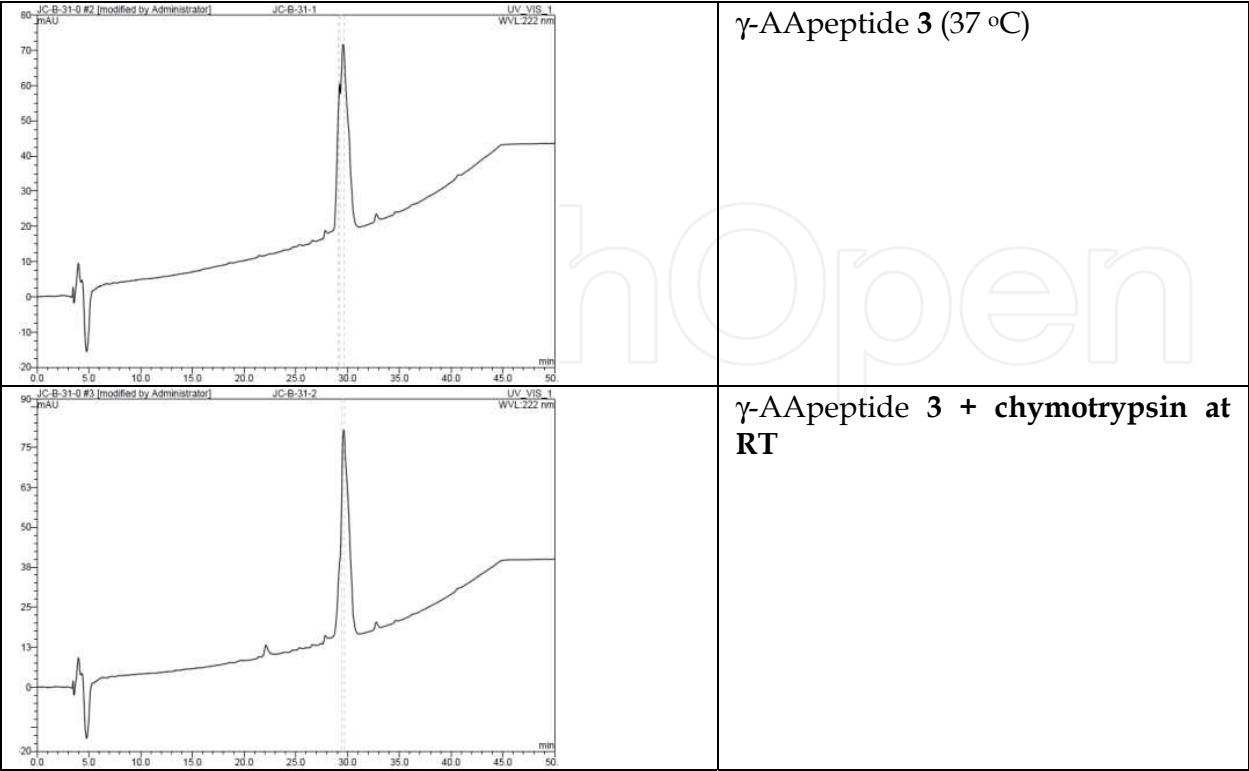 JC-B-31-0 #2 [modified by Administrator] JC-B-31-1 UV_VIS_1
mAU WVL:222 nm
80
70
60
50
40
30
20
10
0
-10
-20
min
0.0 5.0 10.0 15.0 20.0 25.0 30.0 35.0 40.0 45.0 50.
γ-AApeptide 3 (37 ºC)
JC-B-31-0 #3 [modified by Administrator] JC-B-31-2 UV_VIS_1
mAU WVL:222 nm
90
75
63
50
38
25
13
0
-20
min
0.0 5.0 10.0 15.0 20.0 25.0 30.0 35.0 40.0 45.0 50.
γ-AApeptide 3 + chymotrypsin at
RT
hOpen